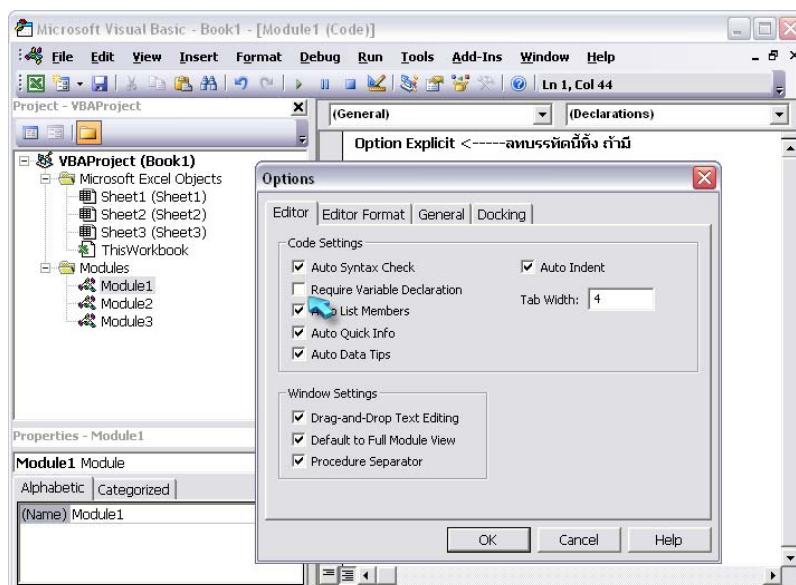 Microsoft Visual Basic - Book1 - [Module1 (Code)]
File Edit View Insert Format Debug Run Tools Add-Ins Window Help
Ln 1, Col 44
Project - VBAProject
(General) (Declarations)
Option Explicit <-----ลทบรรทัดนี้ทิ้ง ถ้ามี
VBAProject (Book1)
Microsoft Excel Objects
Sheet1 (Sheet1)
Sheet2 (Sheet2)
Sheet3 (Sheet3)
ThisWorkbook
Modules
Module1
Module2
Module3
Options
Editor Editor Format General Docking
Code Settings
Auto Syntax Check Auto Indent
Require Variable Declaration Tab Width: 4
List Members
Auto Quick Info
Auto Data Tips
Window Settings
Drag-and-Drop Text Editing
Default to Full Module View
Procedure Separator
OK Cancel Help
Properties - Module1
Module1 Module
Alphabetic Categorized
(Name) Module1